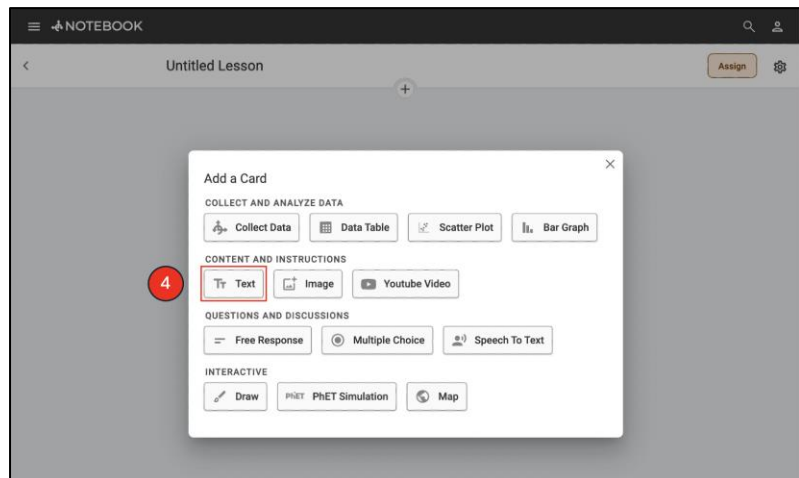 NOTEBOOK
Untitled Lesson
Assign
Add a Card
COLLECT AND ANALYZE DATA
Collect Data Data Table Scatter Plot Bar Graph
CONTENT AND INSTRUCTIONS
4 Tт Text Image Youtube Video
QUESTIONS AND DISCUSSIONS
Free Response Multiple Choice Speech To Text
INTERACTIVE
Draw PhET PhET Simulation Map